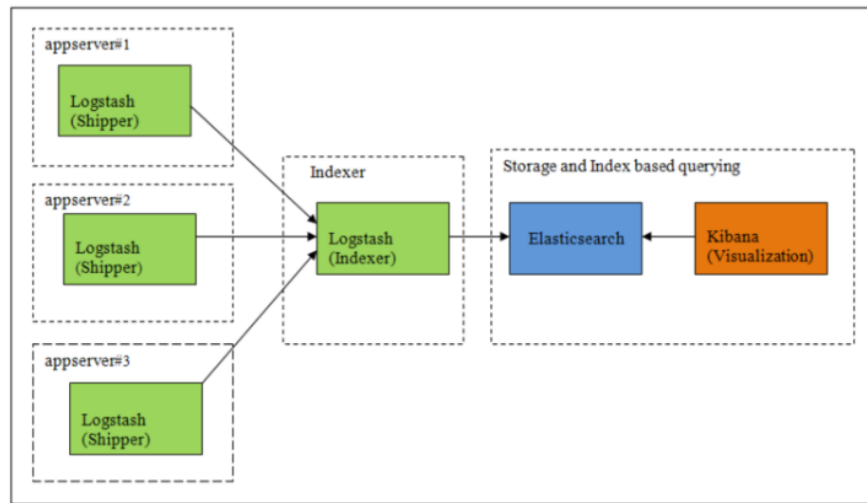 appserver#1
Logstash
(Shipper)
appserver#2
Logstash
(Shipper)
appserver#3
Logstash
(Shipper)
Indexer
Logstash
(Indexer)
Storage and Index based querying
Elasticsearch
Kibana
(Visualization)